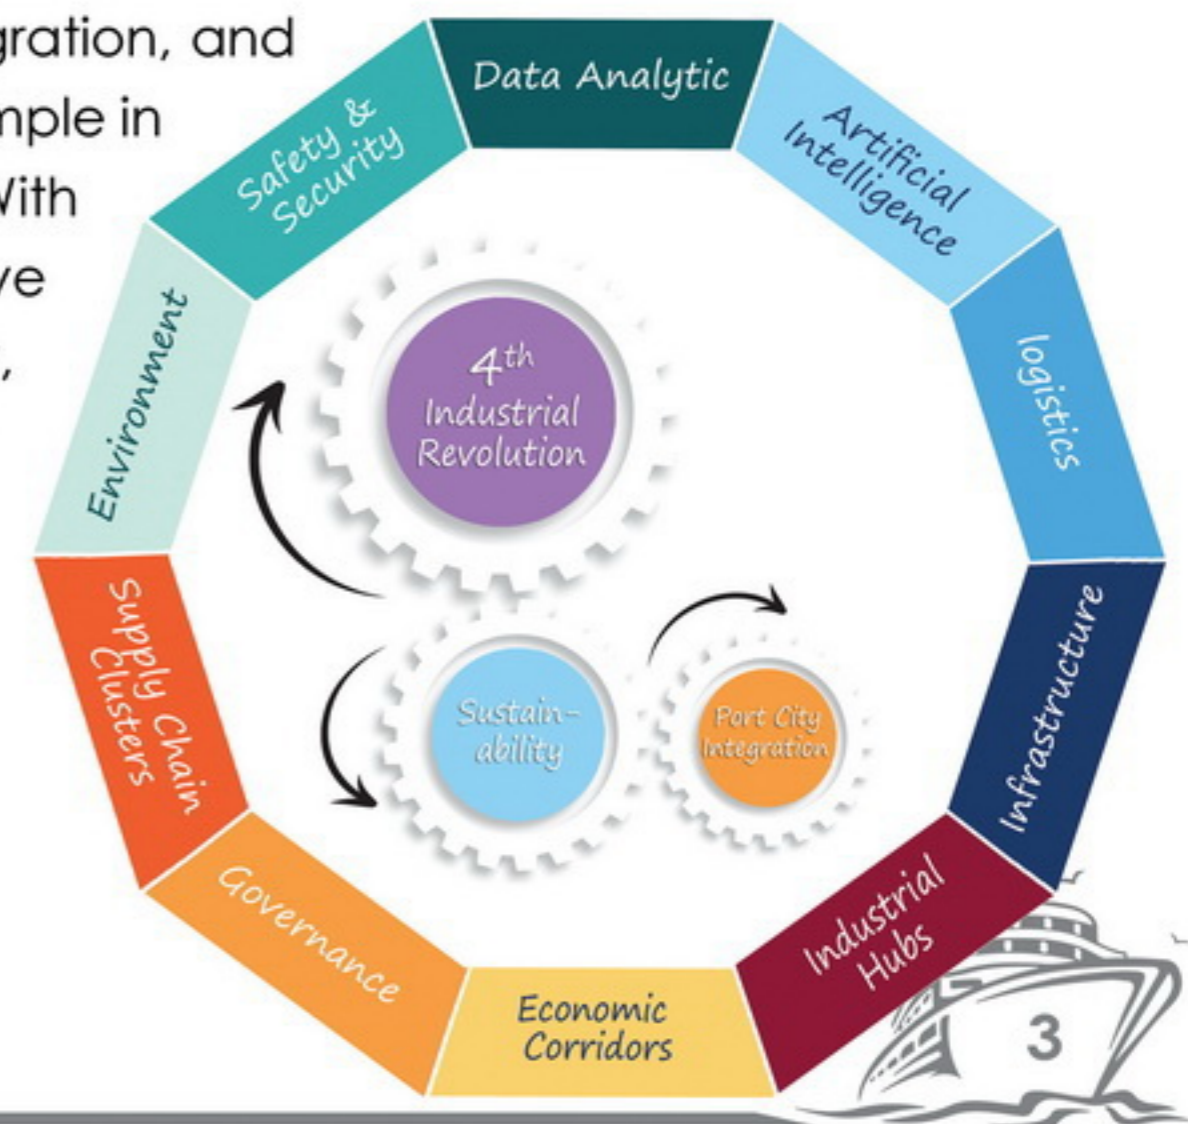 gration, and
mple in
With
ve
,
Data Analytic
Artificial
Intelligence
logistics
Infrastructure
Industrial
Hubs
Economic
Corridors
Governance
Supply Chain
Clusters
Environment
Safety &
Security
4th
Industrial
Revolution
Sustain-
ability
Port City
Integration
3